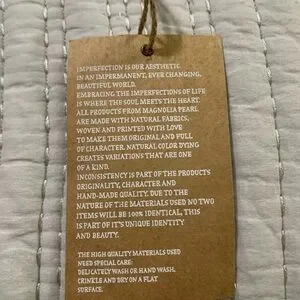 IMPERFECTION IS OUR AESTHETIC
IN AN IMPERMANENT, EVER CHANGING,
BEAUTIFUL WORLD.
EMBRACING THE IMPERFECTIONS OF LIFE
IS WHERE THE SOUL MEETS THE HEART.
ALL PRODUCTS FROM MAGNOLIA PEARL
ARE MADE WITH NATURAL FABRICS,
WOVEN AND PRINTED WITH LOVE
TO MAKE THEM ORIGINAL AND FULL
OF CHARACTER. NATURAL COLOR DYING
CREATES VARIATIONS THAT ARE ONE
OF A KIND.
INCONSISTENCY IS PART OF THE PRODUCTS
ORIGINALITY, CHARACTER AND
HAND-MADE QUALITY. DUE TO THE
NATURE OF THE MATERIALS USED NO TWO
ITEMS WILL BE 100% IDENTICAL, THIS
IS PART OF IT'S UNIQUE IDENTITY
AND BEAUTY.
THE HIGH QUALITY MATERIALS USED
NEED SPECIAL CARE:
DELICATELY WASH OR HAND WASH,
CRINKLE AND DRY ON A FLAT
SURFACE.